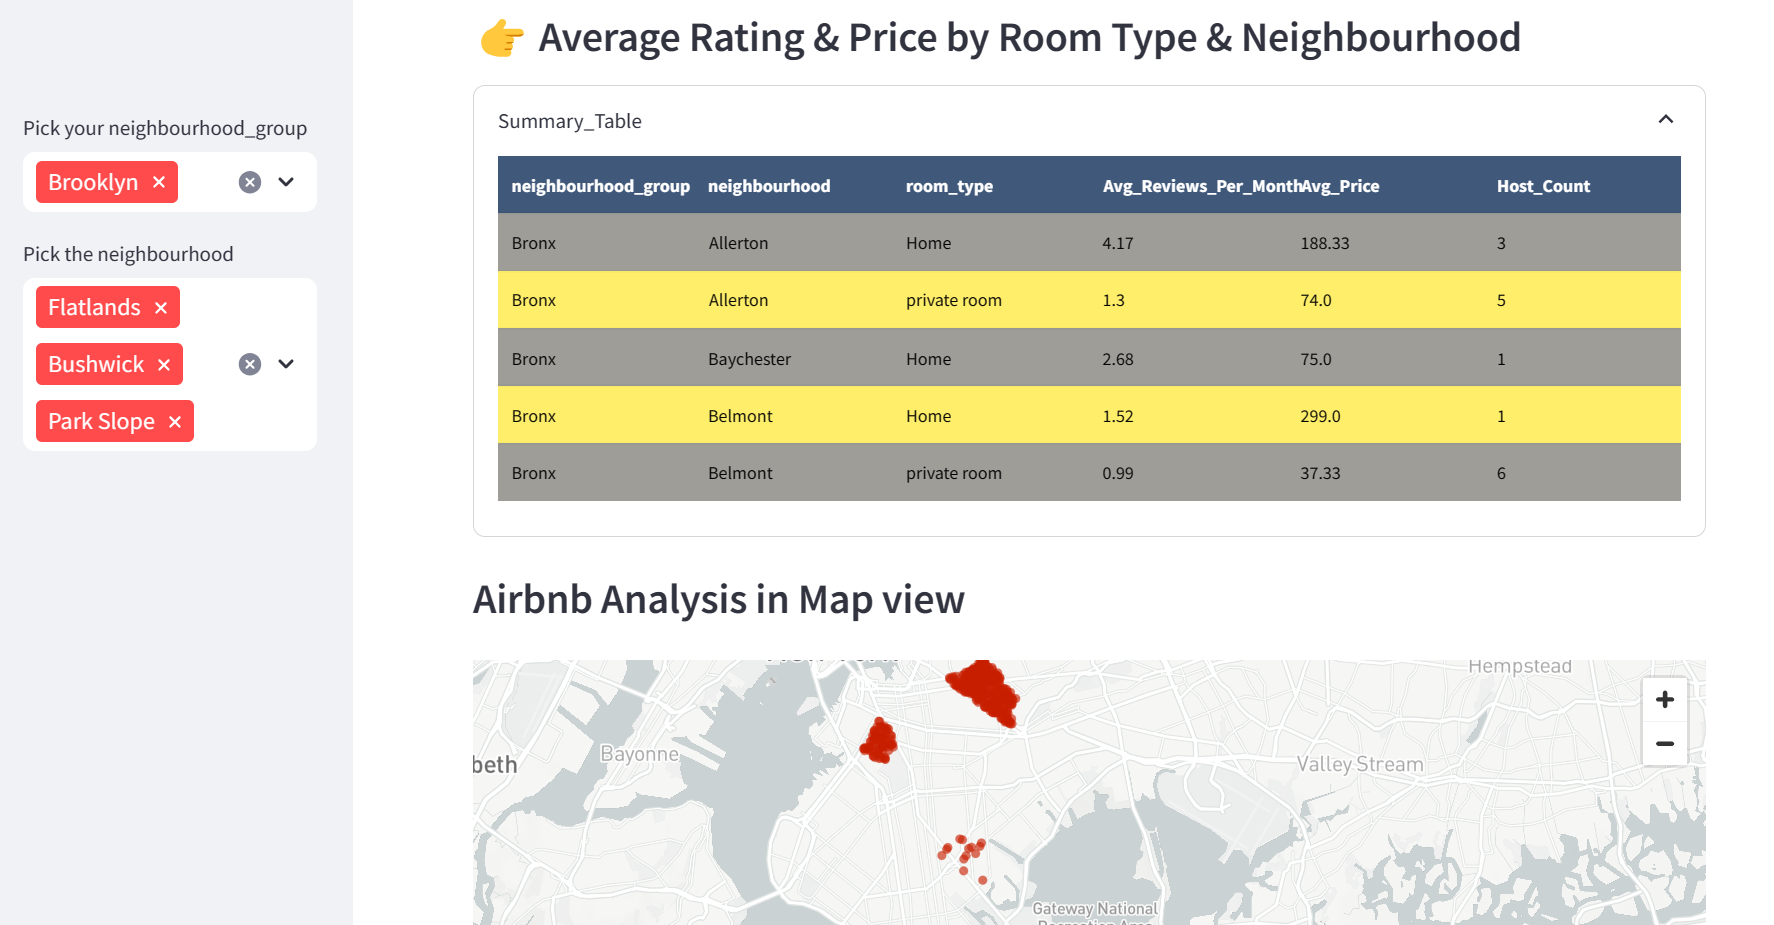 👉 Average Rating & Price by Room Type & Neighbourhood
Pick your neighbourhood_group
Brooklyn ×
Pick the neighbourhood
Flatlands ×
Bushwick ×
Park Slope ×
Summary_Table
neighbourhood_group neighbourhood room_type Avg_Reviews_Per_Month Avg_Price Host_Count
Bronx Allerton Home 4.17 188.33 3
Bronx Allerton private room 1.3 74.0 5
Bronx Baychester Home 2.68 75.0 1
Bronx Belmont Home 1.52 299.0 1
Bronx Belmont private room 0.99 37.33 6
Airbnb Analysis in Map view
Hempstead
Bayonne
beth
Valley Stream
Gateway National